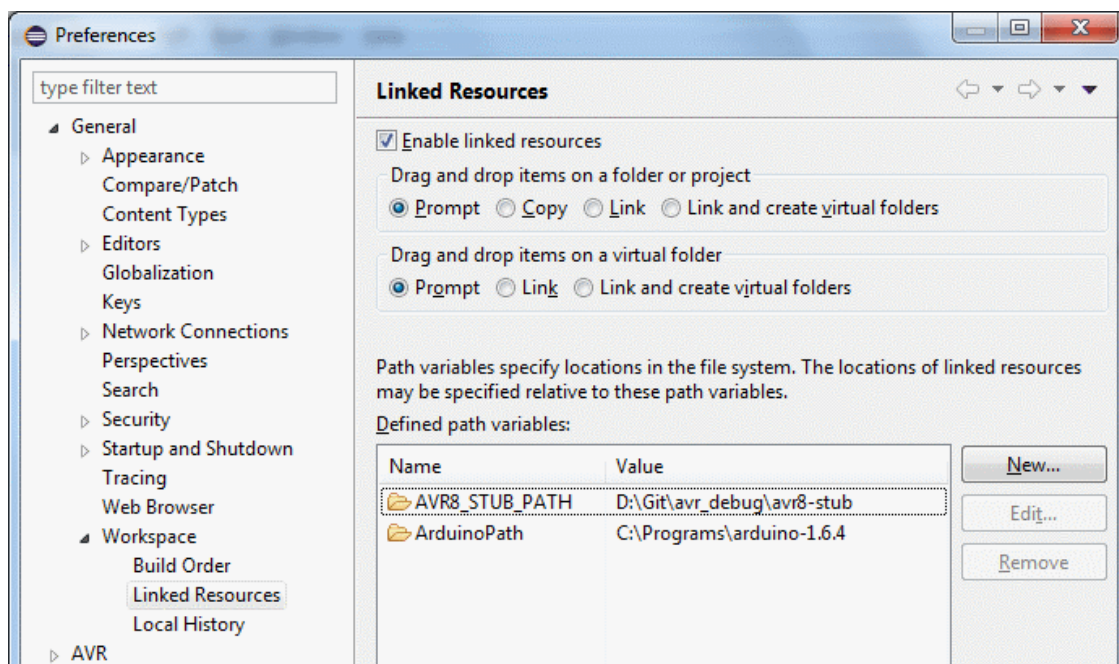 Preferences
type filter text
General
Appearance
Compare/Patch
Content Types
Editors
Globalization
Keys
Network Connections
Perspectives
Search
Security
Startup and Shutdown
Tracing
Web Browser
Workspace
Build Order
Linked Resources
Local History
AVR
Linked Resources
Enable linked resources
Drag and drop items on a folder or project
Prompt Copy Link Link and create virtual folders
Drag and drop items on a virtual folder
Prompt Link Link and create virtual folders
Path variables specify locations in the file system. The locations of linked resources
may be specified relative to these path variables.
Defined path variables:
Name Value
AVR8_STUB_PATH D:\Git\avr_debug\avr8-stub
ArduinoPath C:\Programs\arduino-1.6.4
New...
Edit...
Remove